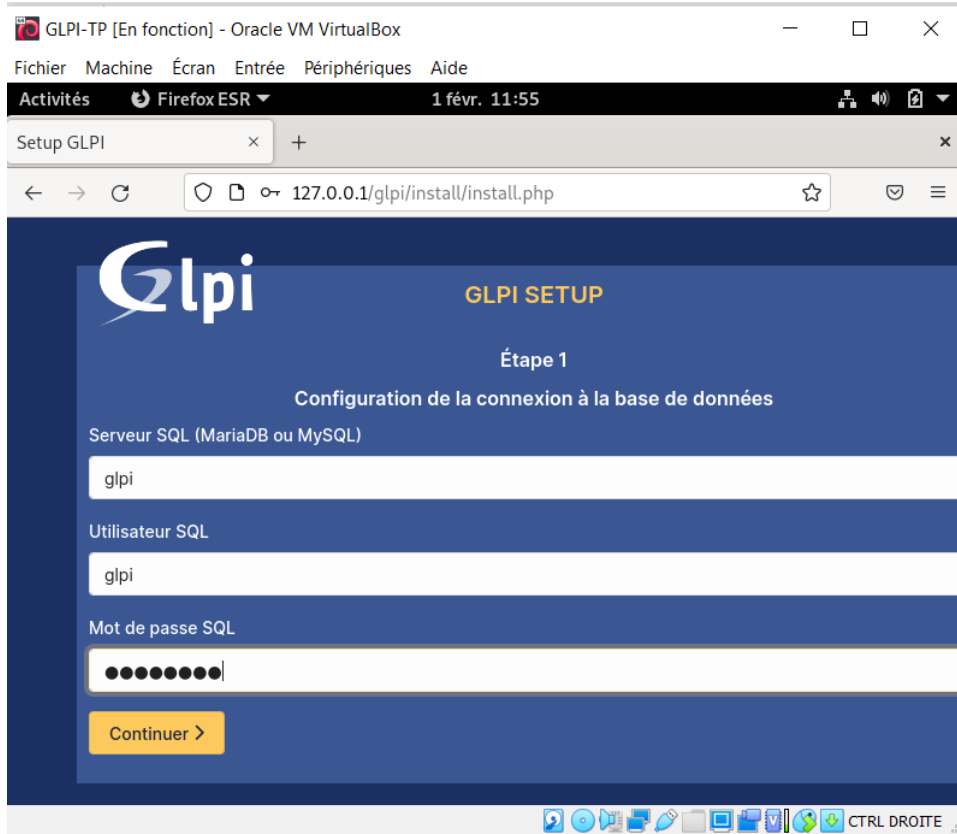 GLPI-TP [En fonction] - Oracle VM VirtualBox
Fichier Machine Écran Entrée Périphériques Aide
Activités Firefox ESR 1 févr. 11:55
Setup GLPI
127.0.0.1/glpi/install/install.php
Glpi
GLPI SETUP
Étape 1
Configuration de la connexion à la base de données
Serveur SQL (MariaDB ou MySQL)
glpi
Utilisateur SQL
glpi
Mot de passe SQL
●●●●●●●●
Continuer
CTRL DROITE